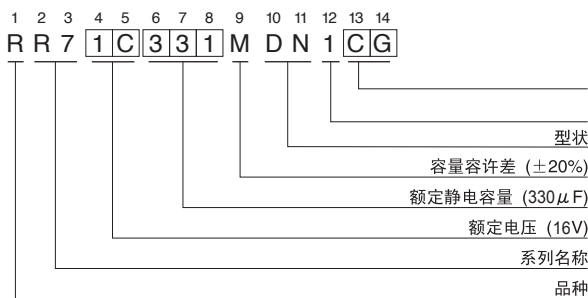 1 2 3 4 5 6 7 8 9 10 11 12 13 14
R R 7 1 C 3 3 1 M D N 1 C G
型状
容量容许差 (±20%)
额定静电容量 (330μF)
额定电压 (16V)
系列名称
品种